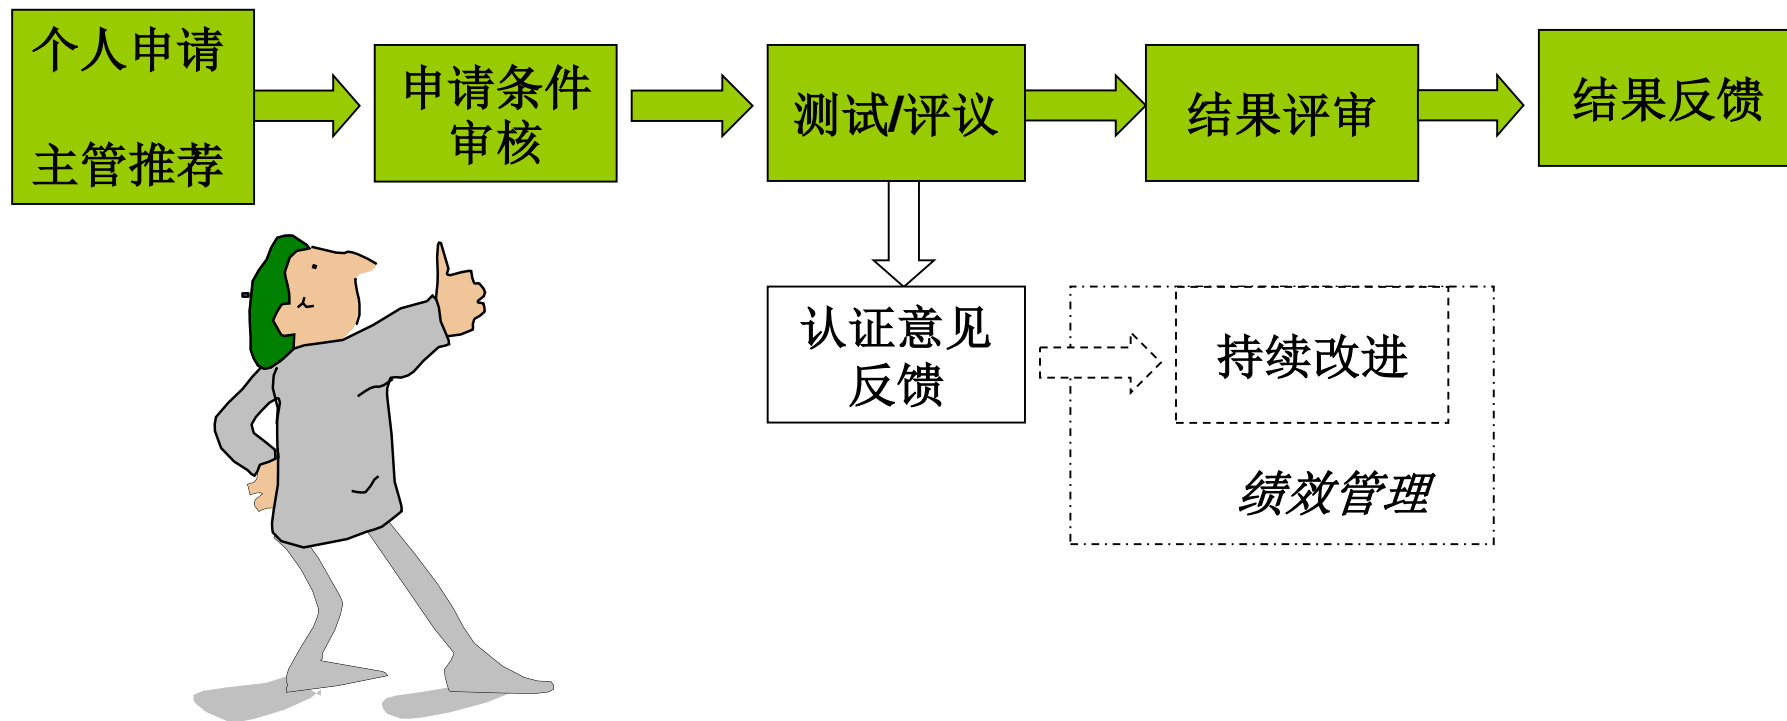 个人申请
主管推荐
申请条件
审核
测试/评议
结果评审
结果反馈
认证意见
反馈
持续改进
绩效管理